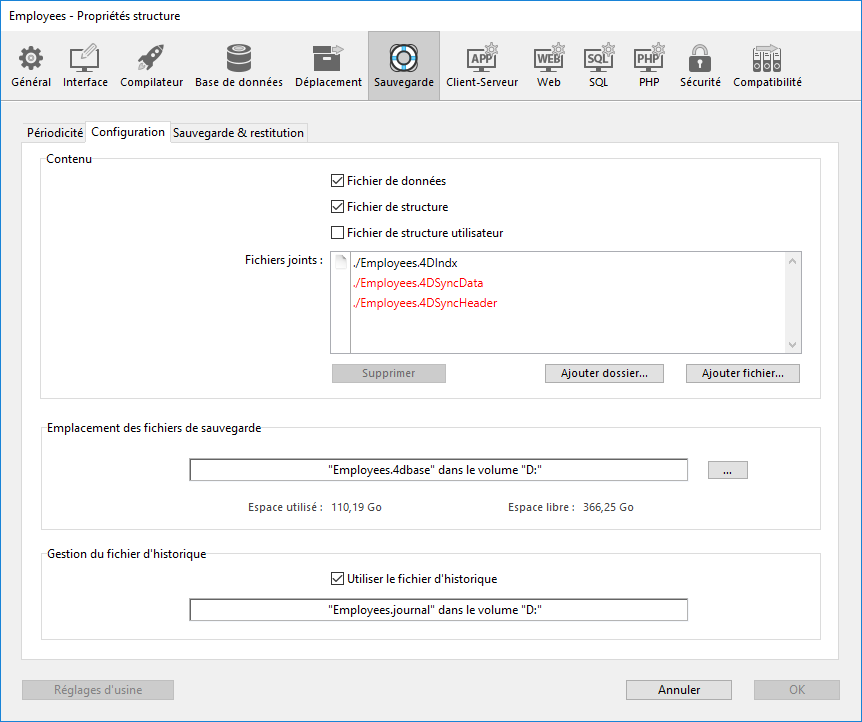 Employees - Propriétés structure
Général Interface Compilateur Base de données Déplacement Sauvegarde Client-Serveur Web SQL PHP Sécurité Compatibilité
APP WEB SQL PHP
Périodicité Configuration Sauvegarde & restitution
Contenu
Fichier de données
Fichier de structure
Fichier de structure utilisateur
Fichiers joints : ./Employees.4DIndx
./Employees.4DSyncData
./Employees.4DSyncHeader
Supprimer Ajouter dossier... Ajouter fichier...
Emplacement des fichiers de sauvegarde
"Employees.4dbase" dans le volume "D:" ...
Espace utilisé : 110,19 Go Espace libre : 366,25 Go
Gestion du fichier d'historique
Utiliser le fichier d'historique
"Employees.journal" dans le volume "D:"
Réglages d'usine Annuler OK